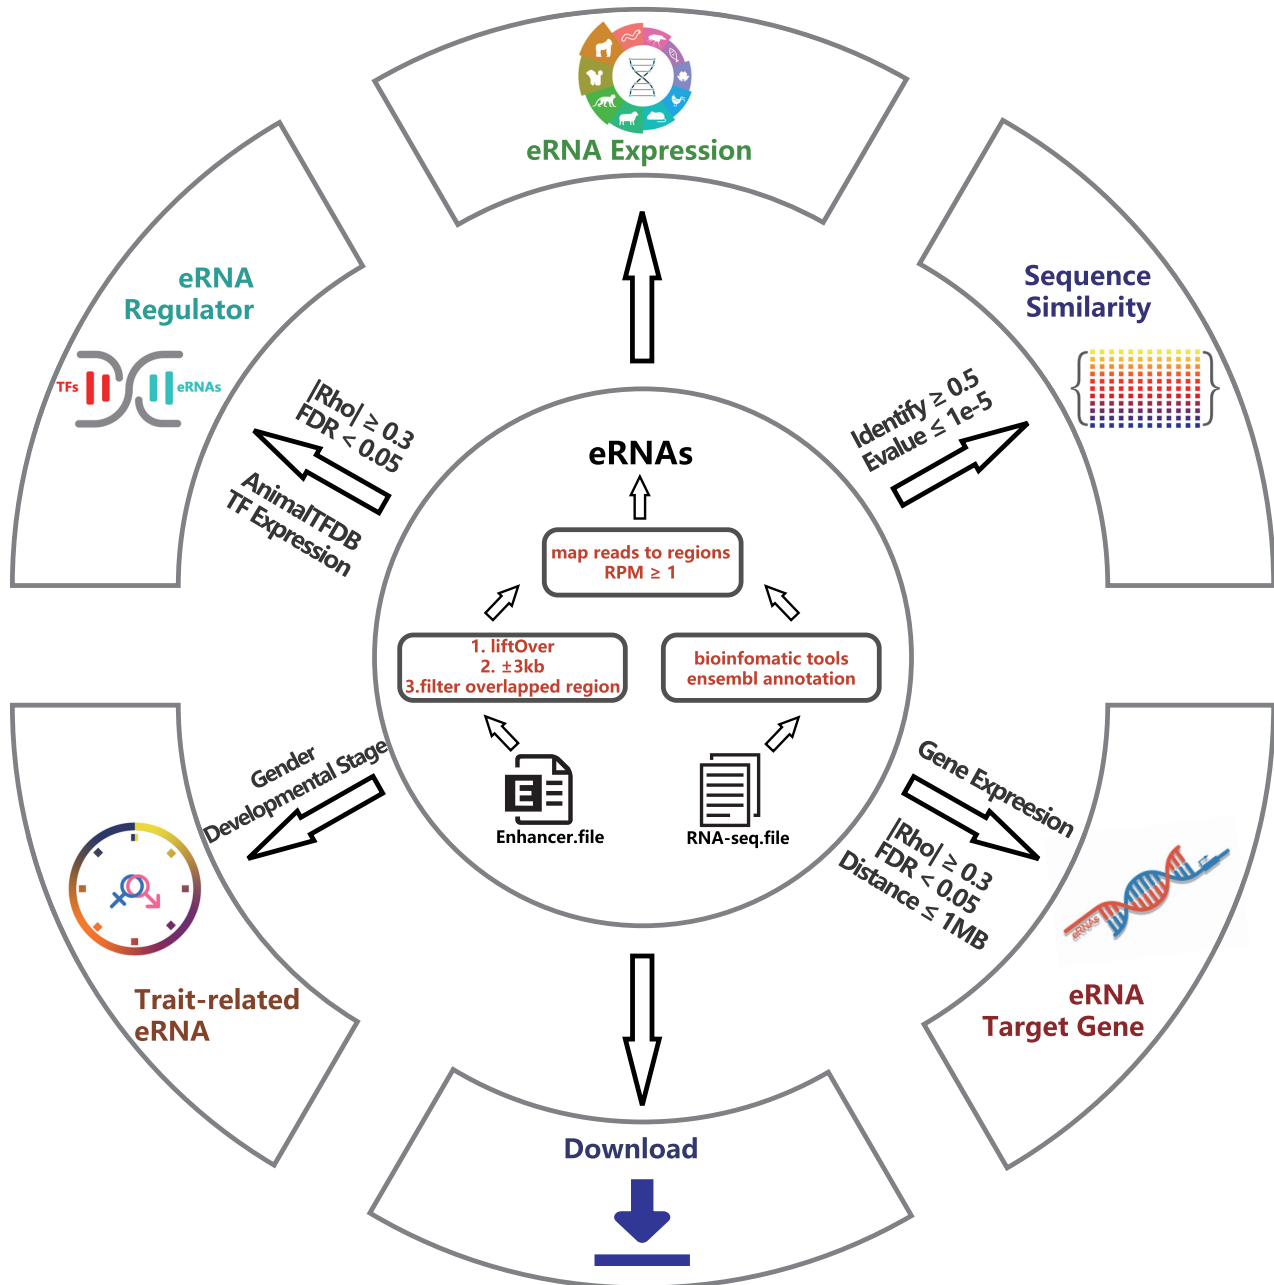 eRNA Expression
eRNA
Regulator
TFs
eRNAs
Sequence
Similarity
|Rho| ≥ 0.3
FDR < 0.05
AnimalTFDB
TF Expression
Identify ≥ 0.5
Evalue ≤ 1e-5
eRNAs
map reads to regions
RPM ≥ 1
1. liftOver
2. ±3kb
3.filter overlapped region
bioinfomatic tools
ensembl annotation
Enhancer.file
RNA-seq.file
Gender
Developmental Stage
Gene Expreesion
|Rho| ≥ 0.3
FDR < 0.05
Distance ≤ 1MB
Trait-related
eRNA
eRNAs
eRNA
Target Gene
Download